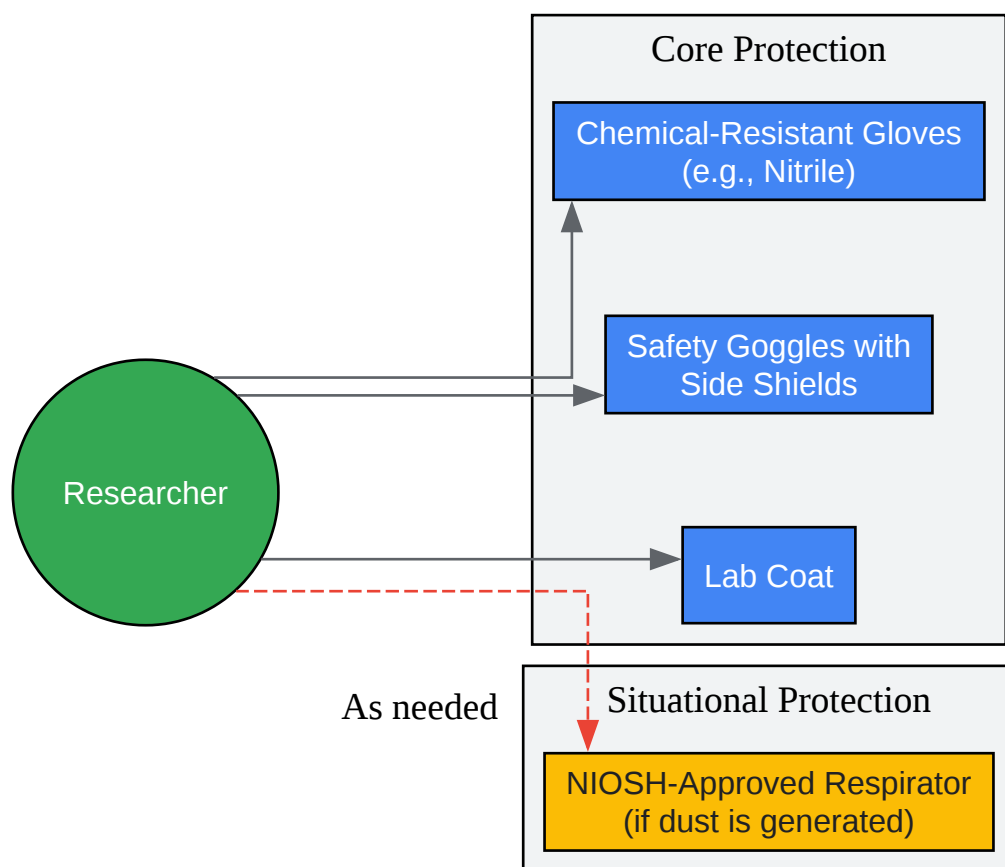 Core Protection
Chemical-Resistant Gloves
(e.g., Nitrile)
Safety Goggles with
Side Shields
Researcher
Lab Coat
As needed
Situational Protection
NIOSH-Approved Respirator
(if dust is generated)